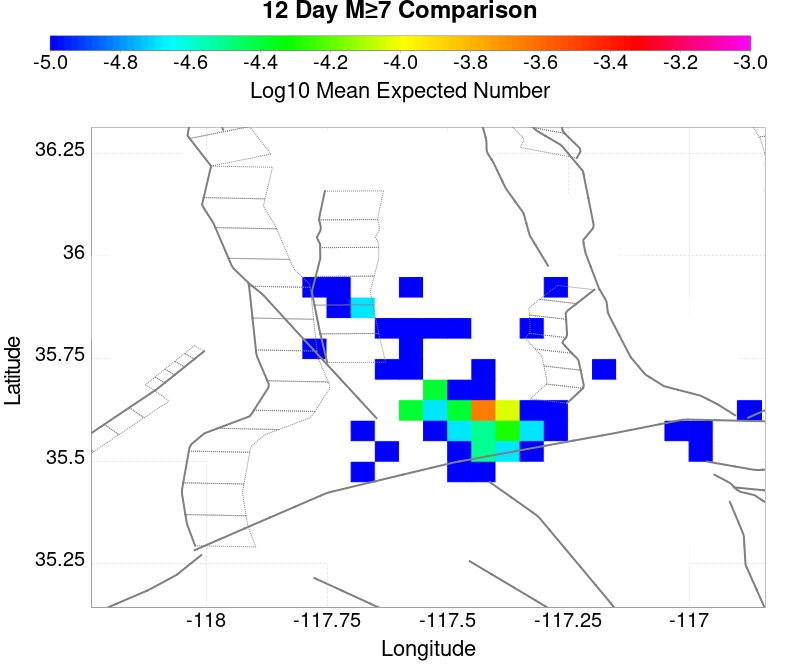 12 Day M≥7 Comparison
-5.0 -4.8 -4.6 -4.4 -4.2 -4.0 -3.8 -3.6 -3.4 -3.2 -3.0
Log10 Mean Expected Number
36.25
36
35.75
35.5
35.25
Latitude
-118 -117.75 -117.5 -117.25 -117
Longitude